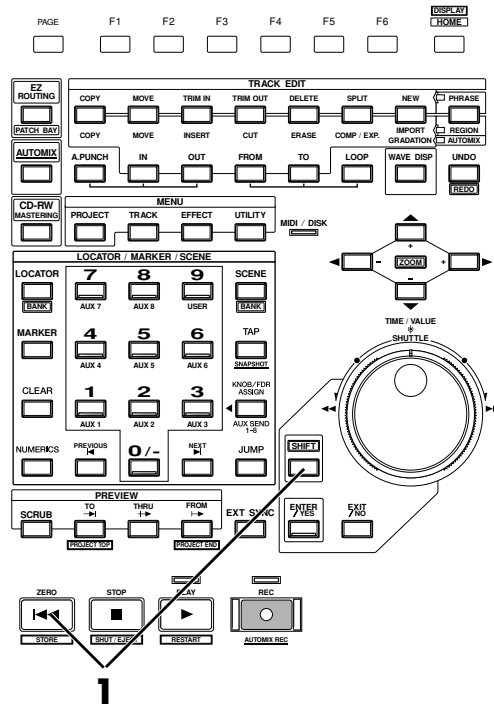 DISPLAY
PAGE F1 F2 F3 F4 F5 F6 HOME
EZ
ROUTING
PATCH BAY
TRACK EDIT
COPY MOVE TRIM IN TRIM OUT DELETE SPLIT NEW PHRASE
COPY MOVE INSERT CUT ERASE COMP / EXP. IMPORT REGION
GRADATION AUTOMIX
AUTOMIX
A.PUNCH IN OUT FROM TO LOOP WAVE DISP UNDO
REDO
CD-RW
MASTERING
MENU
PROJECT TRACK EFFECT UTILITY
MIDI / DISK
+
- ZOOM +
-
LOCATOR / MARKER / SCENE
LOCATOR 7 8 9 SCENE
BANK AUX 7 AUX 8 USER BANK
MARKER 4 5 6 TAP
AUX 4 AUX 5 AUX 6 SNAPSHOT
CLEAR 1 2 3 KNOB/FDR
ASSIGN
AUX 1 AUX 2 AUX 3 AUX SEND
1-8
NUMERICS PREVIOUS 0/- NEXT JUMP
TIME / VALUE
SHUTTLE
SHIFT
PREVIEW
SCRUB TO THRU FROM EXT SYNC
PROJECT TOP PROJECT END
ENTER
/YES
EXIT
/NO
ZERO STOP PLAY REC
STORE SHUT / EJECT RESTART AUTOMIX REC
1